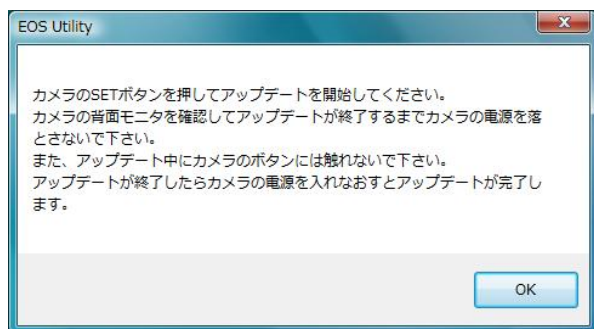 EOS Utility
カメラのSETボタンを押してアップデートを開始してください。
カメラの背面モニタを確認してアップデートが終了するまでカメラの電源を落
とさないで下さい。
また、アップデート中にカメラのボタンには触れないで下さい。
アップデートが終了したらカメラの電源を入れなおすとアップデートが完了し
ます。
OK